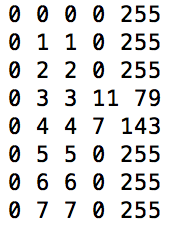 0 0 0 0 255
0 1 1 0 255
0 2 2 0 255
0 3 3 11 79
0 4 4 7 143
0 5 5 0 255
0 6 6 0 255
0 7 7 0 255